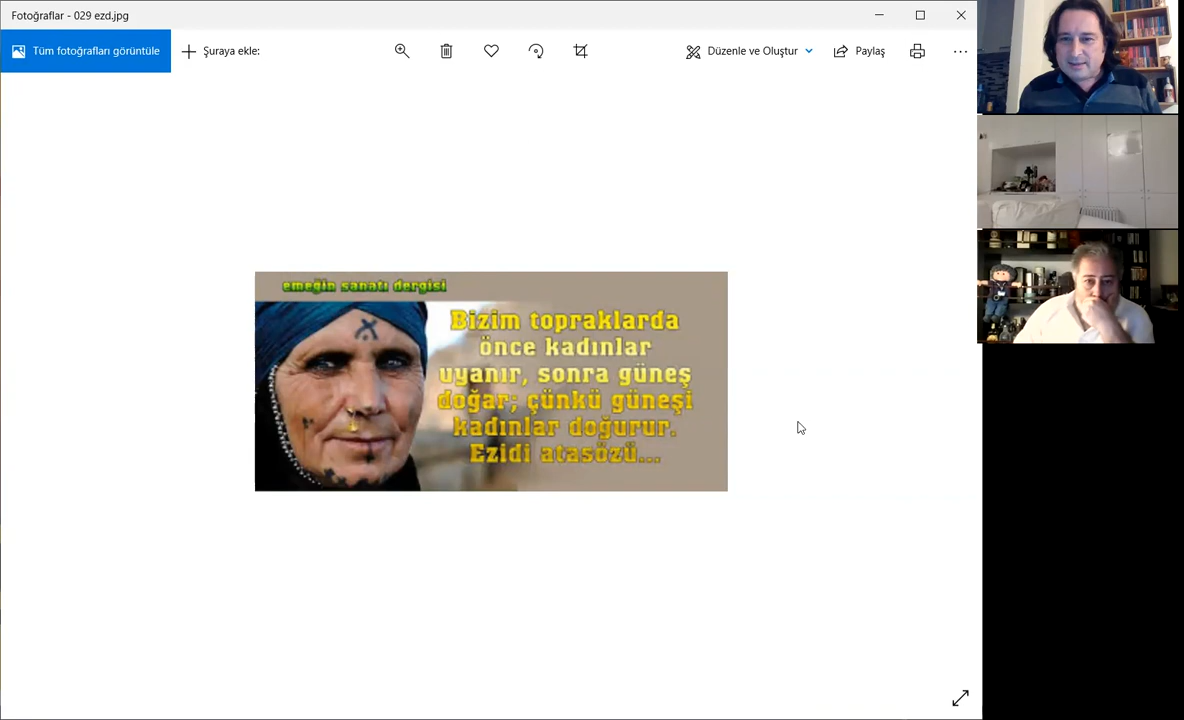 Fotoğraflar - 029 ezd.jpg
Tüm fotoğrafları görüntüle
Şuraya ekle:
Düzenle ve Oluştur
Paylaş
emeğin sanatı dergisi
Bizim topraklarda
önce kadınlar
uyanır, sonra güneş
doğar; çünkü güneşi
kadınlar doğurur.
Ezidi atasözü...